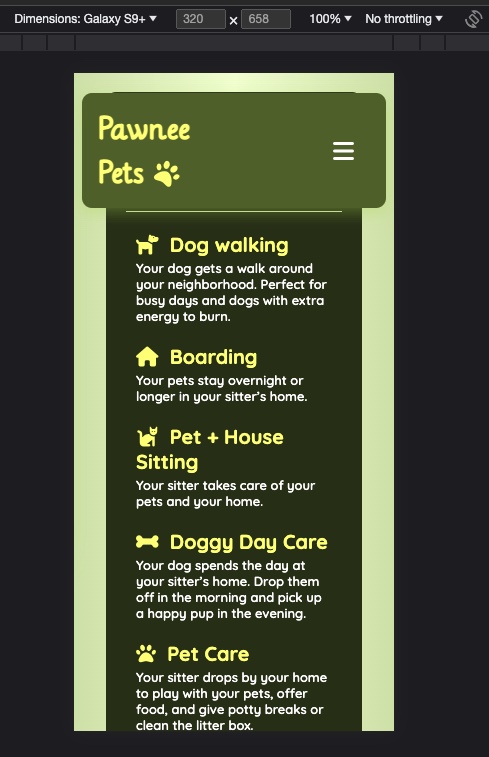 Dimensions: Galaxy S9+ 320 × 658 100% No throttling
Pawnee
Pets
Dog walking
Your dog gets a walk around
your neighborhood. Perfect for
busy days and dogs with extra
energy to burn.
Boarding
Your pets stay overnight or
longer in your sitter's home.
Pet + House
Sitting
Your sitter takes care of your
pets and your home.
Doggy Day Care
Your dog spends the day at
your sitter's home. Drop them
off in the morning and pick up
a happy pup in the evening.
Pet Care
Your sitter drops by your home
to play with your pets, offer
food, and give potty breaks or
clean the litter box.